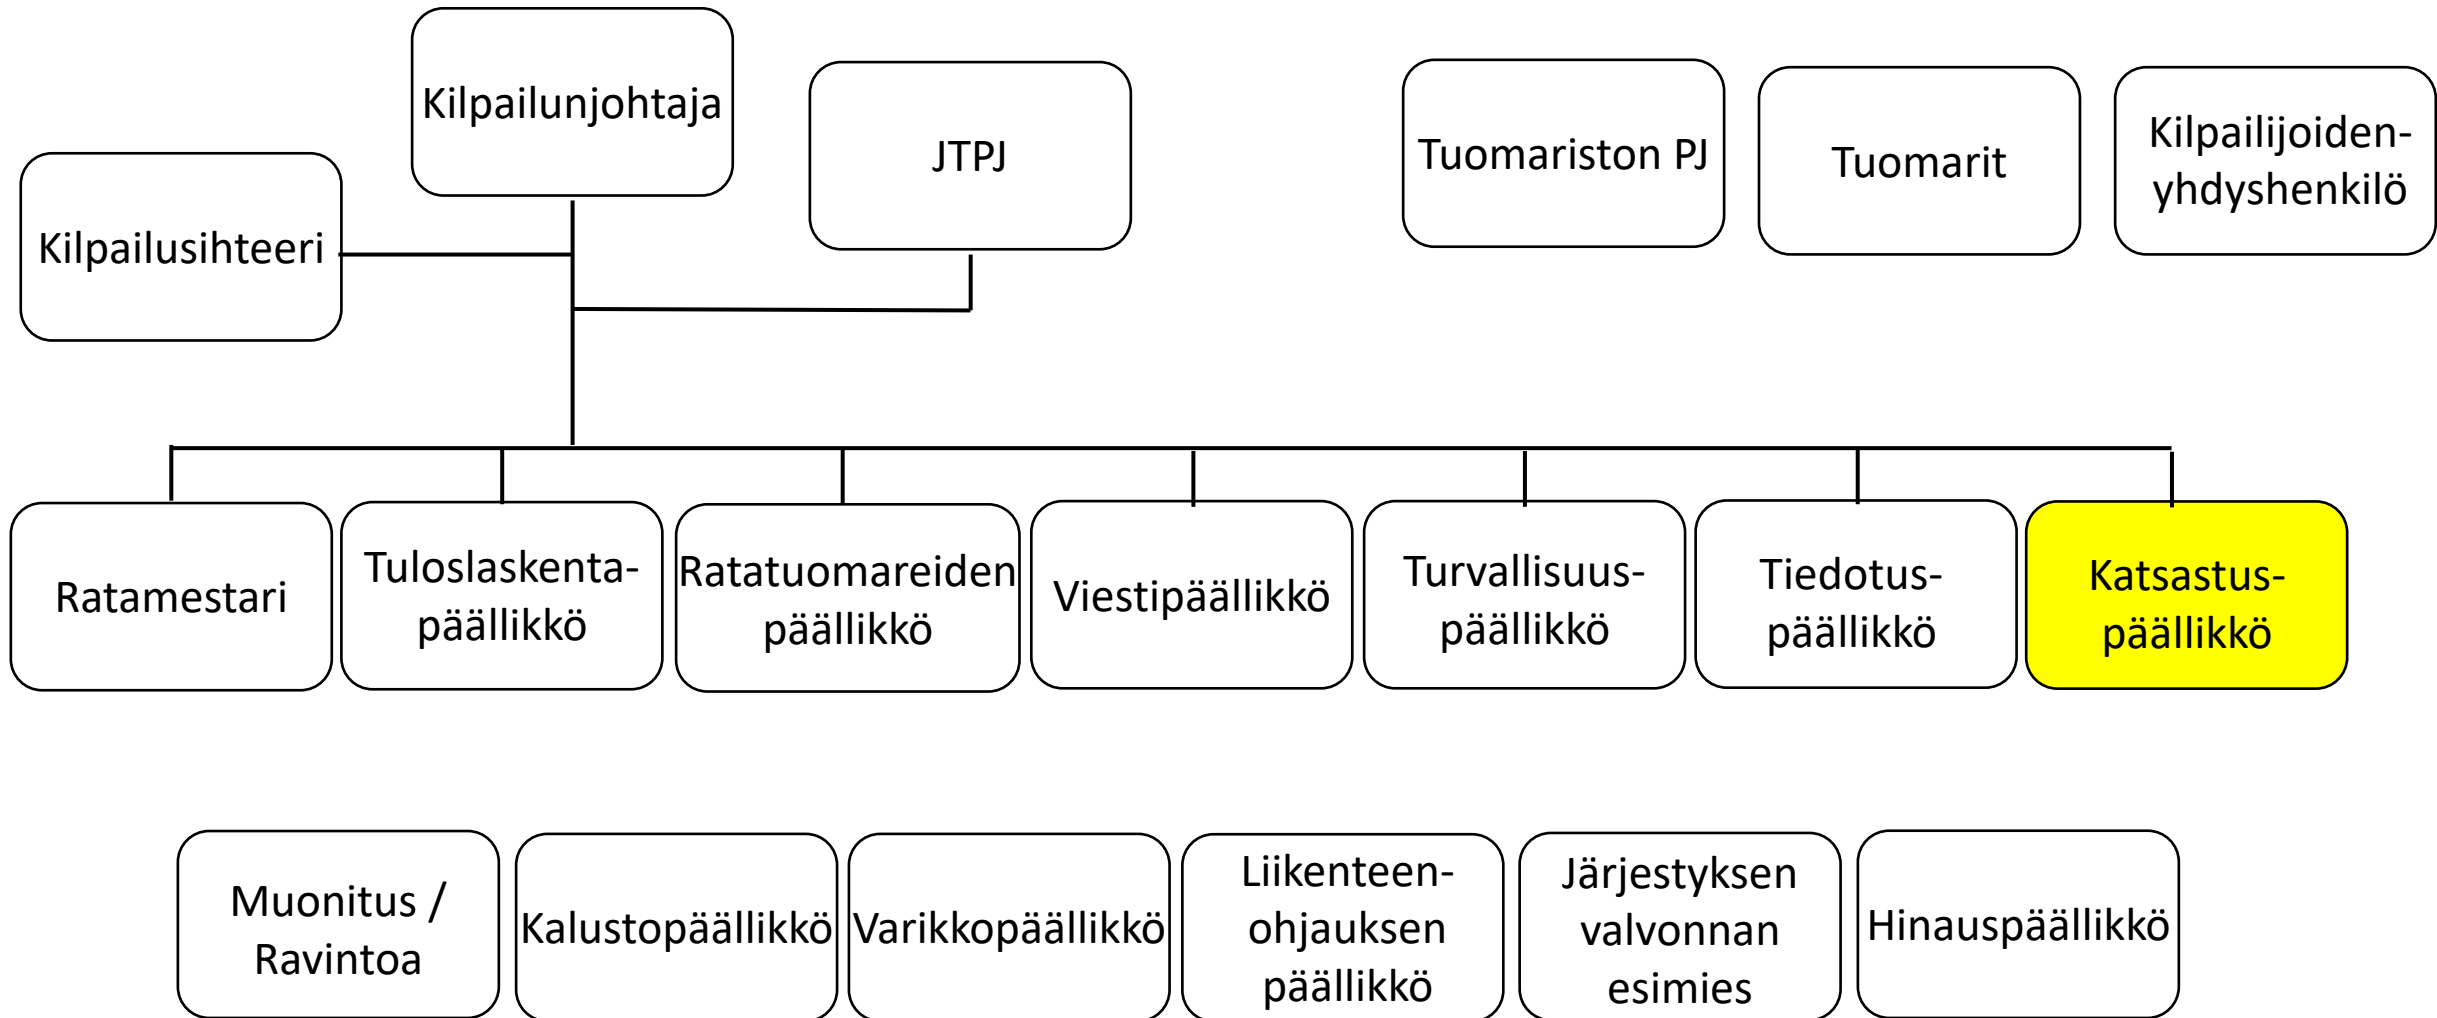 Kilpailunjohtaja
Kilpailusihteeri
JTPJ
Tuomariston PJ
Tuomarit
Kilpailijoiden-
yhdyshenkilö
Ratamestari
Tuloslaskenta-
päällikkö
Ratatuomareiden
päällikkö
Viestipäällikkö
Turvallisuus-
päällikkö
Tiedotus-
päällikkö
Katsastus-
päällikkö
Muonitus /
Ravintoa
Kalustopäällikkö
Varikkopäällikkö
Liikenteen-
ohjauksen
päällikkö
Järjestyksen
valvonnan
esimies
Hinauspäällikkö